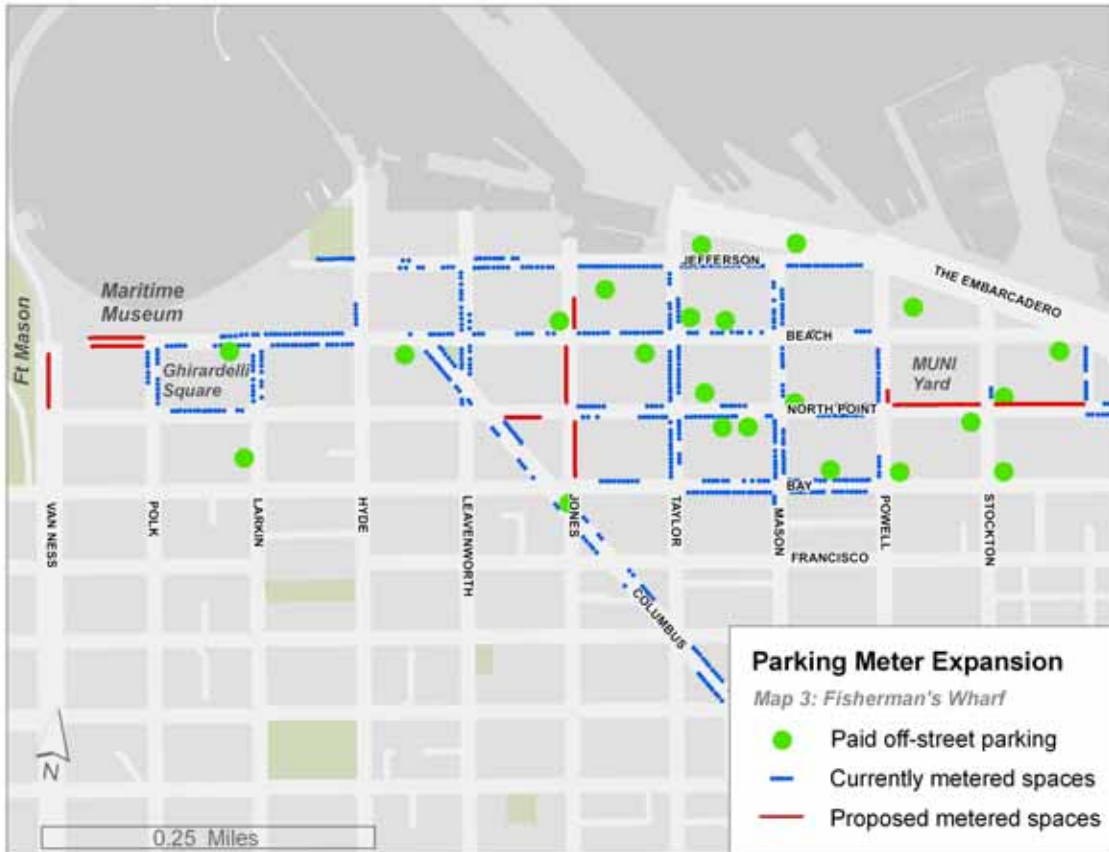 JEFFERSON
THE EMBARCADERO
Maritime
Museum
Ft Mason
BEACH
Ghirardelli
Square
MUNI
Yard
NORTH POINT
BAY
VAN NESS
POLK
LARKIN
HYDE
LEAVENWORTH
JONES
TAYLOR
MASON
POWELL
STOCKTON
FRANCISCO
COLUMBUS
Parking Meter Expansion
Map 3: Fisherman's Wharf
Paid off-street parking
Currently metered spaces
Proposed metered spaces
N
0.25 Miles